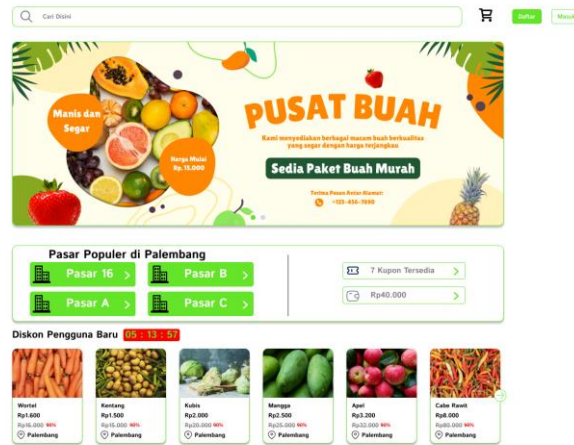 Cari Disini
Daftar
Masuk
Manis dan
Segar
PUSAT BUAH
Kami menyediakan berbagai macam buah berkualitas
yang segar dengan harga terjangkau
Harga Mulai
Rp. 15.000
Sedia Paket Buah Murah
Terima Pesan Antar Alamat:
+123-456-7890
Pasar Populer di Palembang
Pasar 16 >
Pasar B >
7 Kupon Tersedia >
Pasar A >
Pasar C >
Rp40.000 >
Diskon Pengguna Baru 05 : 13 : 57
Wortel
Rp1.600
Rp16.000 90%
Palembang
Kentang
Rp1.500
Rp15.000 90%
Palembang
Kubis
Rp2.000
Rp20.000 90%
Palembang
Mangga
Rp2.500
Rp25.000 90%
Palembang
Apel
Rp3.200
Rp32.000 90%
Palembang
Cabe Rawit
Rp8.000
Rp80.000 90%
Palembang